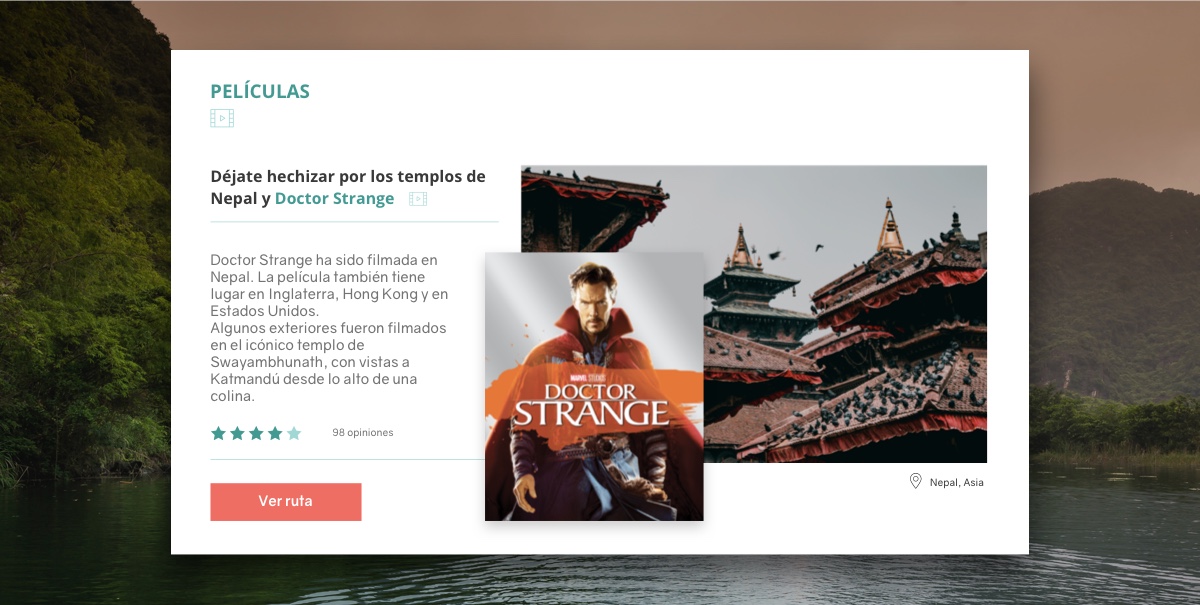 PELÍCULAS
Déjate hechizar por los templos de
Nepal y Doctor Strange
Doctor Strange ha sido filmada en
Nepal. La película también tiene
lugar en Inglaterra, Hong Kong y en
Estados Unidos.
Algunos exteriores fueron filmados
en el icónico templo de
Swayambhunath, con vistas a
Katmandú desde lo alto de una
colina.
98 opiniones
Ver ruta
MARVEL STUDIOS
DOCTOR
STRANGE
Nepal, Asia